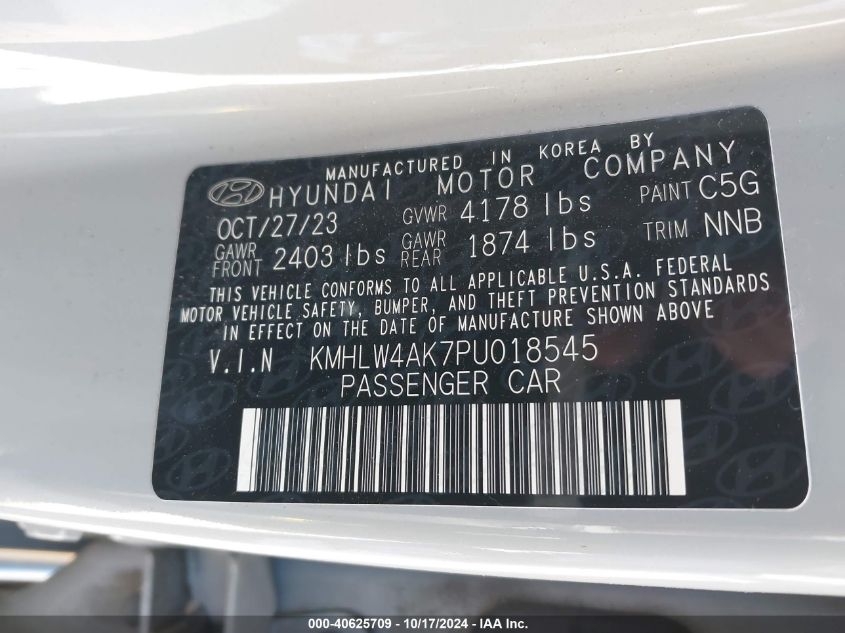 MANUFACTURED IN KOREA BY
HYUNDAI MOTOR COMPANY
OCT/27/23 GVWR 4178 lbs PAINT C5G
GAWR FRONT 2403 lbs GAWR REAR 1874 lbs TRIM NNB
THIS VEHICLE CONFORMS TO ALL APPLICABLE U.S.A. FEDERAL
MOTOR VEHICLE SAFETY, BUMPER, AND THEFT PREVENTION STANDARDS
IN EFFECT ON THE DATE OF MANUFACTURE SHOWN ABOVE
V.I.N KMHLW4AK7PU018545
PASSENGER CAR
000-40625709 - 10/17/2024 - IAA Inc.